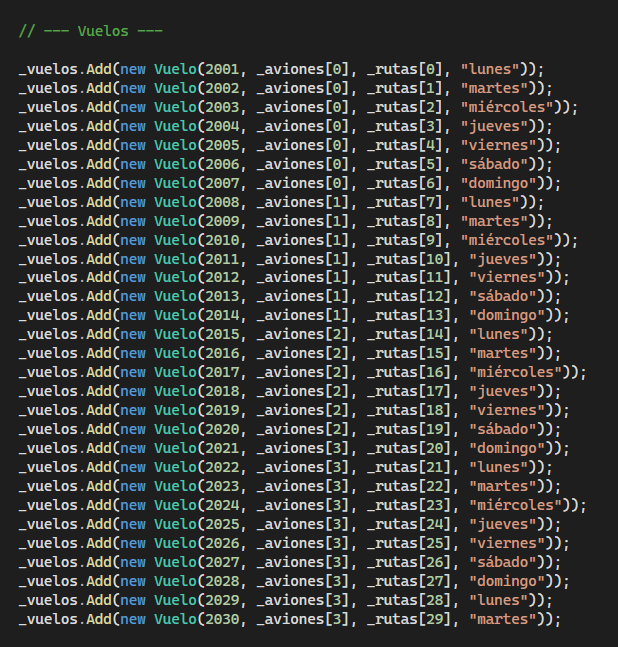 // --- Vuelos ---
_vuelos.Add(new Vuelo(2001, _aviones[0], _rutas[0], "lunes"));
_vuelos.Add(new Vuelo(2002, _aviones[0], _rutas[1], "martes"));
_vuelos.Add(new Vuelo(2003, _aviones[0], _rutas[2], "miércoles"));
_vuelos.Add(new Vuelo(2004, _aviones[0], _rutas[3], "jueves"));
_vuelos.Add(new Vuelo(2005, _aviones[0], _rutas[4], "viernes"));
_vuelos.Add(new Vuelo(2006, _aviones[0], _rutas[5], "sábado"));
_vuelos.Add(new Vuelo(2007, _aviones[0], _rutas[6], "domingo"));
_vuelos.Add(new Vuelo(2008, _aviones[1], _rutas[7], "lunes"));
_vuelos.Add(new Vuelo(2009, _aviones[1], _rutas[8], "martes"));
_vuelos.Add(new Vuelo(2010, _aviones[1], _rutas[9], "miércoles"));
_vuelos.Add(new Vuelo(2011, _aviones[1], _rutas[10], "jueves"));
_vuelos.Add(new Vuelo(2012, _aviones[1], _rutas[11], "viernes"));
_vuelos.Add(new Vuelo(2013, _aviones[1], _rutas[12], "sábado"));
_vuelos.Add(new Vuelo(2014, _aviones[1], _rutas[13], "domingo"));
_vuelos.Add(new Vuelo(2015, _aviones[2], _rutas[14], "lunes"));
_vuelos.Add(new Vuelo(2016, _aviones[2], _rutas[15], "martes"));
_vuelos.Add(new Vuelo(2017, _aviones[2], _rutas[16], "miércoles"));
_vuelos.Add(new Vuelo(2018, _aviones[2], _rutas[17], "jueves"));
_vuelos.Add(new Vuelo(2019, _aviones[2], _rutas[18], "viernes"));
_vuelos.Add(new Vuelo(2020, _aviones[2], _rutas[19], "sábado"));
_vuelos.Add(new Vuelo(2021, _aviones[3], _rutas[20], "domingo"));
_vuelos.Add(new Vuelo(2022, _aviones[3], _rutas[21], "lunes"));
_vuelos.Add(new Vuelo(2023, _aviones[3], _rutas[22], "martes"));
_vuelos.Add(new Vuelo(2024, _aviones[3], _rutas[23], "miércoles"));
_vuelos.Add(new Vuelo(2025, _aviones[3], _rutas[24], "jueves"));
_vuelos.Add(new Vuelo(2026, _aviones[3], _rutas[25], "viernes"));
_vuelos.Add(new Vuelo(2027, _aviones[3], _rutas[26], "sábado"));
_vuelos.Add(new Vuelo(2028, _aviones[3], _rutas[27], "domingo"));
_vuelos.Add(new Vuelo(2029, _aviones[3], _rutas[28], "lunes"));
_vuelos.Add(new Vuelo(2030, _aviones[3], _rutas[29], "martes"));